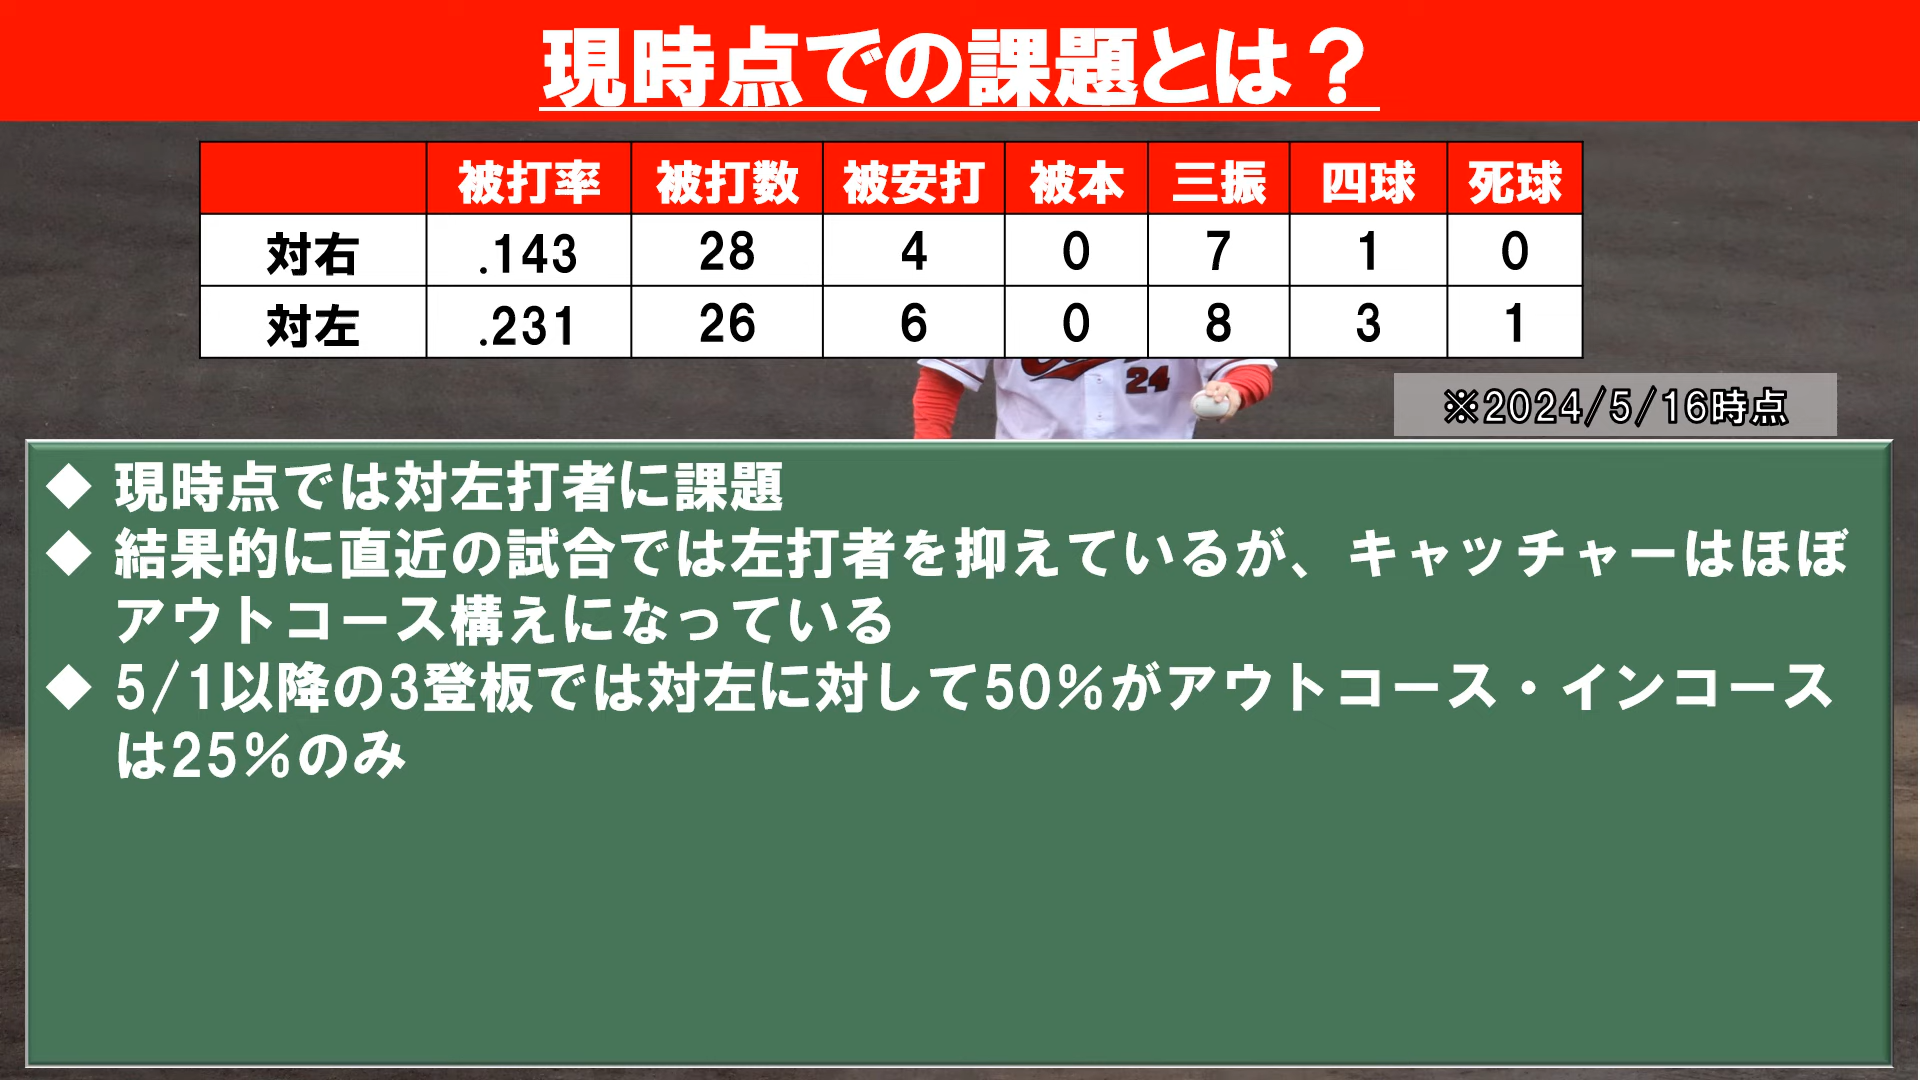 現時点での課題とは？
被打率 被打数 被安打 被本 三振 四球 死球
対右 .143 28 4 0 7 1 0
対左 .231 26 6 0 8 3 1
24
※2024/5/16時点
◆ 現時点では対左打者に課題
◆ 結果的に直近の試合では左打者を抑えているが、キャッチャーはほぼ
アウトコース構えになっている
◆ 5/1以降の3登板では対左に対して50%がアウトコース・インコース
は25%のみ